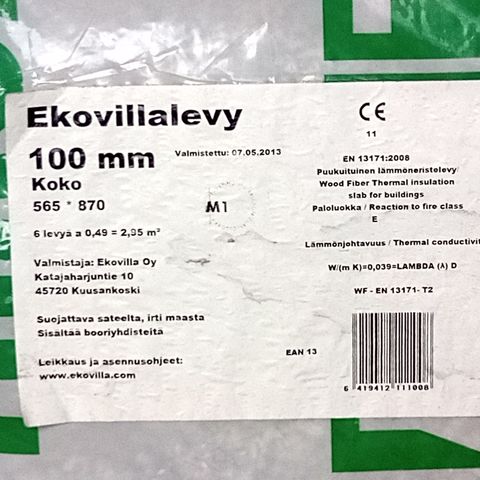 Ekovillalevy
100 mm
Valmistettu: 07.05.2013
Koko
565 * 870
M1
6 levyä a 0,49 = 2,95 m²
Valmistaja: Ekovilla Oy
Katajaharjuntie 10
45720 Kuusankoski
Suojattava sateelta, irti maasta
Sisältää booriyhdisteitä
Leikkaus ja asennusohjeet:
www.ekovilla.com
CE
11
EN 13171:2008
Puukuituinen lämmöneristelevy/
Wood Fiber Thermal insulation
slab for buildings
Paloluokka / Reaction to fire class
E
Lämmönjohtavuus / Thermal conductivit
W/(m K)=0,039=LAMBDA (λ) D
WF - EN 13171- T2
EAN 13
6 419412 111008